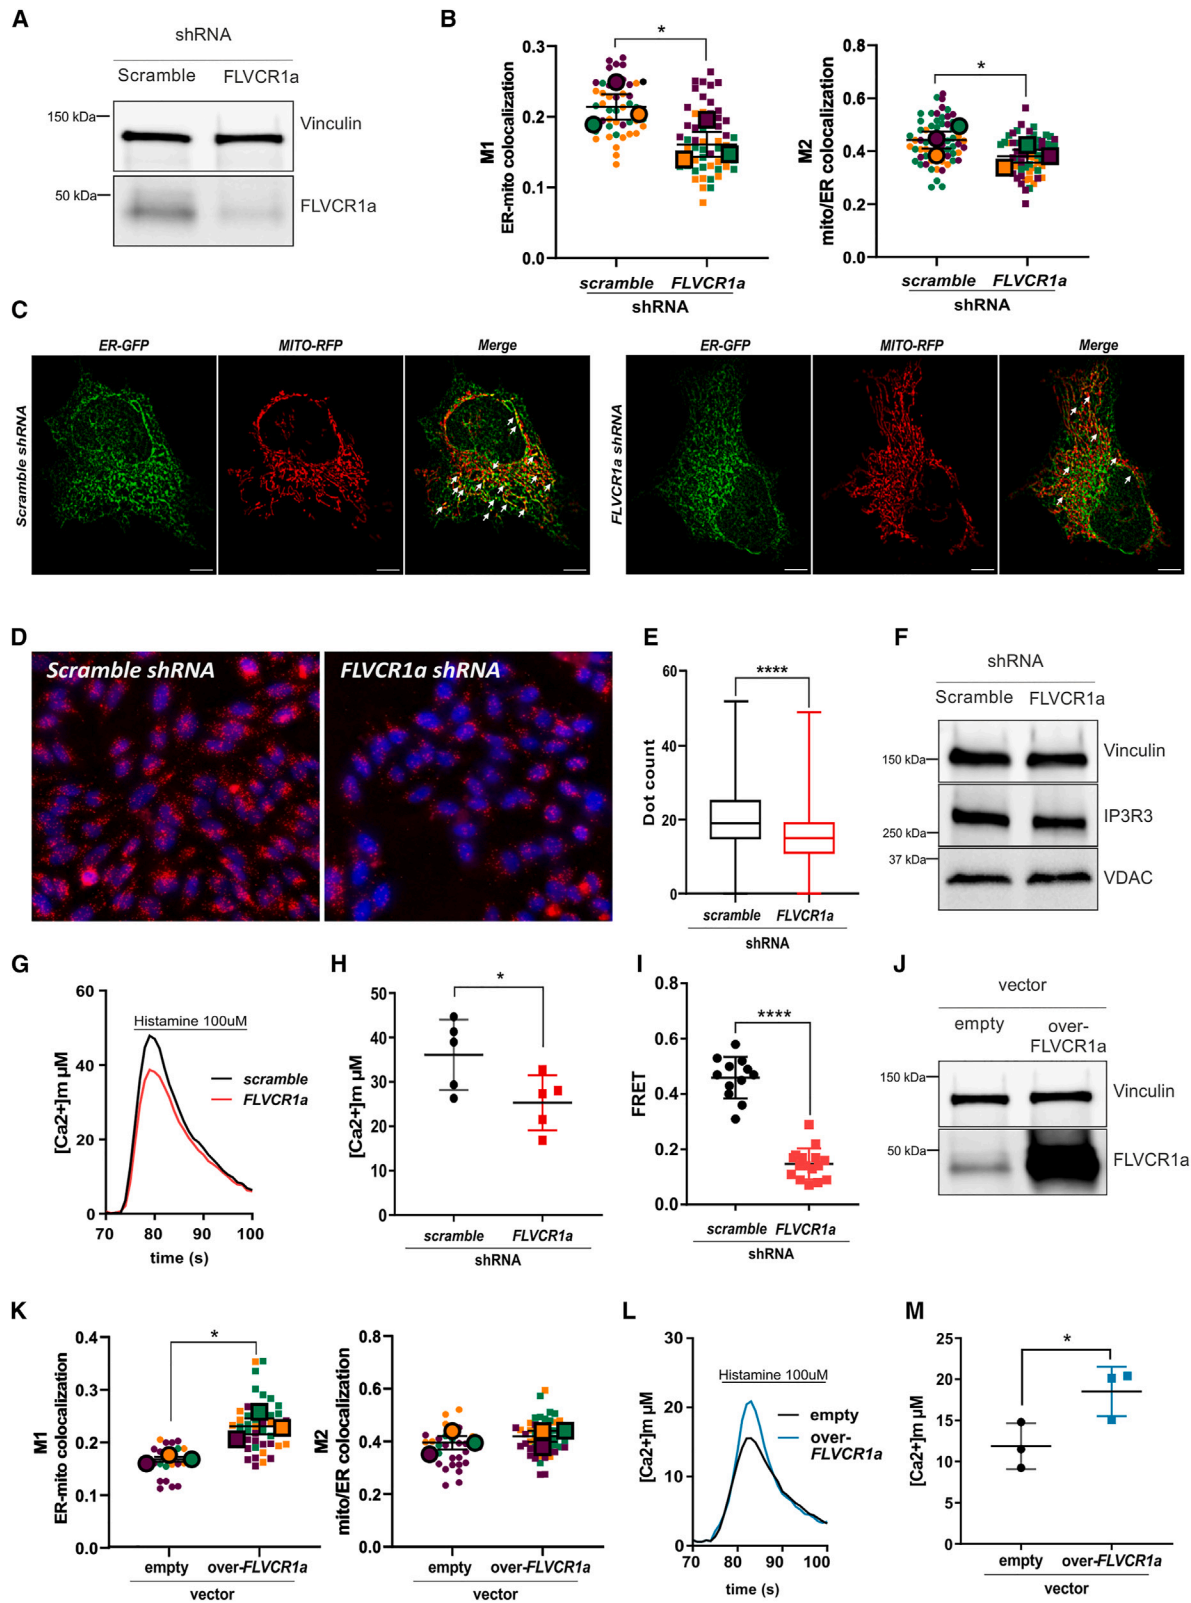 A
shRNA
Scramble FLVCR1a
150 kDa
Vinculin
50 kDa
FLVCR1a
B
*
0.3
0.2
0.1
0.0
M1
ER-mito colocalization
scramble FLVCR1a
shRNA
*
0.8
0.6
0.4
0.2
0.0
M2
mito/ER colocalization
scramble FLVCR1a
shRNA
C
ER-GFP MITO-RFP Merge
Scramble shRNA
ER-GFP MITO-RFP Merge
FLVCR1a shRNA
D
Scramble shRNA
FLVCR1a shRNA
E
****
60
40
20
0
Dot count
scramble FLVCR1a
shRNA
F
shRNA
Scramble FLVCR1a
150 kDa
Vinculin
250 kDa
IP3R3
37 kDa
VDAC
G
60
40
20
0
[Ca2+]m µM
Histamine 100uM
scramble
FLVCR1a
70 80 90 100
time (s)
H
*
50
40
30
20
10
0
[Ca2+]m µM
scramble FLVCR1a
shRNA
I
****
0.8
0.6
0.4
0.2
0.0
FRET
scramble FLVCR1a
shRNA
J
vector
empty over-
FLVCR1a
150 kDa
Vinculin
50 kDa
FLVCR1a
K
*
0.4
0.3
0.2
0.1
0.0
M1
ER-mito colocalization
empty over-FLVCR1a
vector
0.8
0.6
0.4
0.2
0.0
M2
mito/ER colocalization
empty over-FLVCR1a
vector
L
30
20
10
0
[Ca2+]m µM
Histamine 100uM
empty
over-
FLVCR1a
70 80 90 100
time (s)
M
*
25
20
15
10
5
0
[Ca2+]m µM
empty over-FLVCR1a
vector